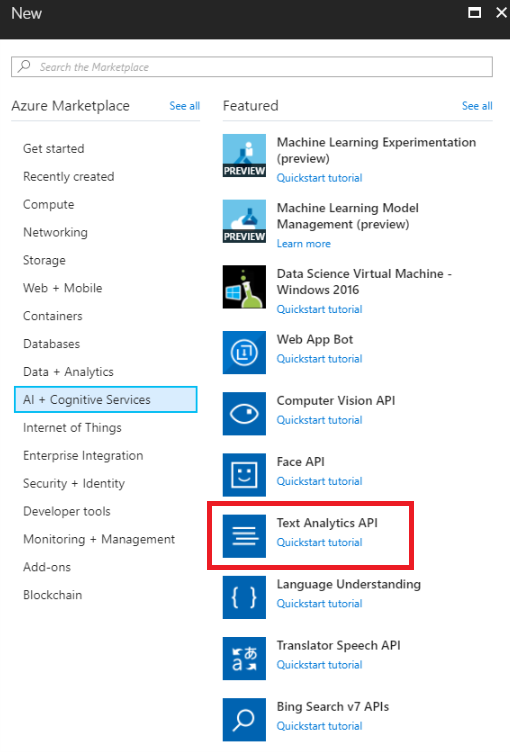 New
Search the Marketplace
Azure Marketplace
See all
Get started
Recently created
Compute
Networking
Storage
Web + Mobile
Containers
Databases
Data + Analytics
AI + Cognitive Services
Internet of Things
Enterprise Integration
Security + Identity
Developer tools
Monitoring + Management
Add-ons
Blockchain
Featured
See all
PREVIEW
Machine Learning Experimentation
(preview)
Quickstart tutorial
PREVIEW
Machine Learning Model
Management (preview)
Learn more
Data Science Virtual Machine -
Windows 2016
Quickstart tutorial
Web App Bot
Quickstart tutorial
Computer Vision API
Quickstart tutorial
Face API
Quickstart tutorial
Text Analytics API
Quickstart tutorial
{ }
Language Understanding
Quickstart tutorial
あ
a
Translator Speech API
Quickstart tutorial
Bing Search v7 APIs
Quickstart tutorial